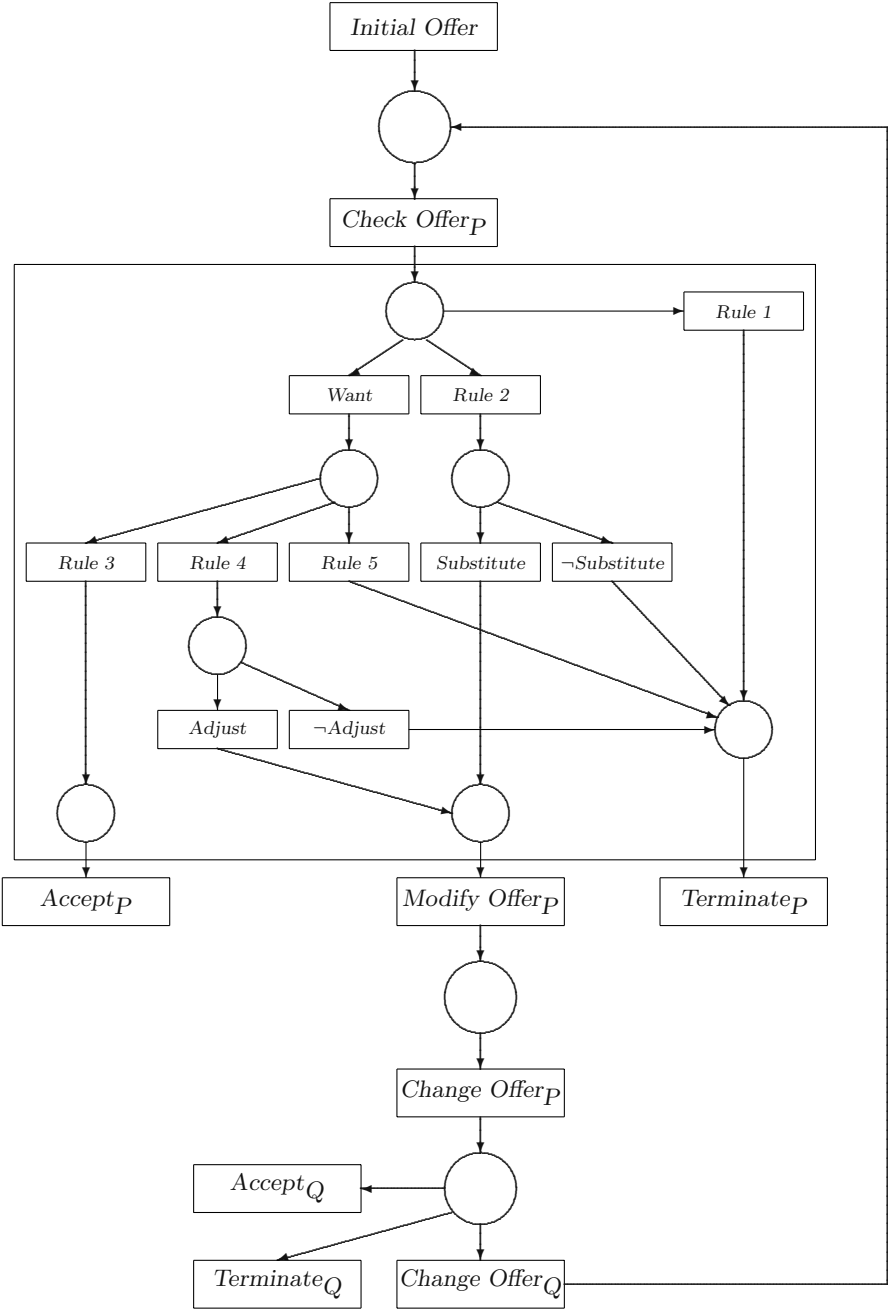 Initial Offer
Check Offer_P
Rule 1
Want
Rule 2
Rule 3
Rule 4
Rule 5
Substitute
¬Substitute
Adjust
¬Adjust
Accept_P
Modify Offer_P
Terminate_P
Change Offer_P
Accept_Q
Terminate_Q
Change Offer_Q